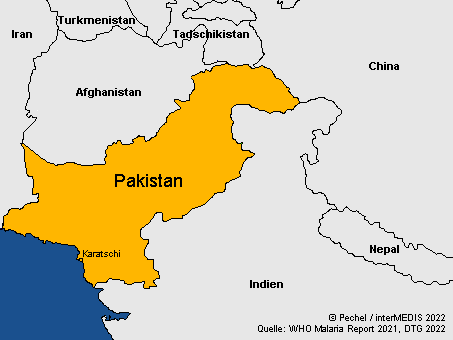 Turkmenistan
Iran
Tadschikistan
China
Afghanistan
Pakistan
Karatschi
Nepal
Indien
© Pechel / interMEDIS 2022
Quelle: WHO Malaria Report 2021, DTG 2022